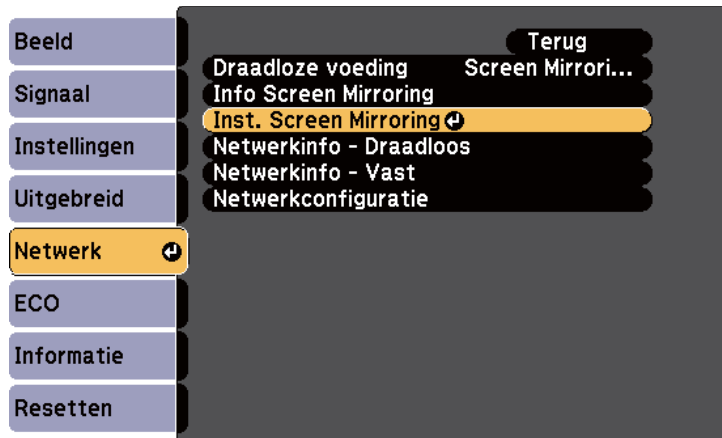 Beeld
Signaal
Instellingen
Uitgebreid
Netwerk
ECO
Informatie
Resetten
Terug
Draadloze voeding Screen Mirrori...
Info Screen Mirroring
Inst. Screen Mirroring
Netwerkinfo - Draadloos
Netwerkinfo - Vast
Netwerkconfiguratie